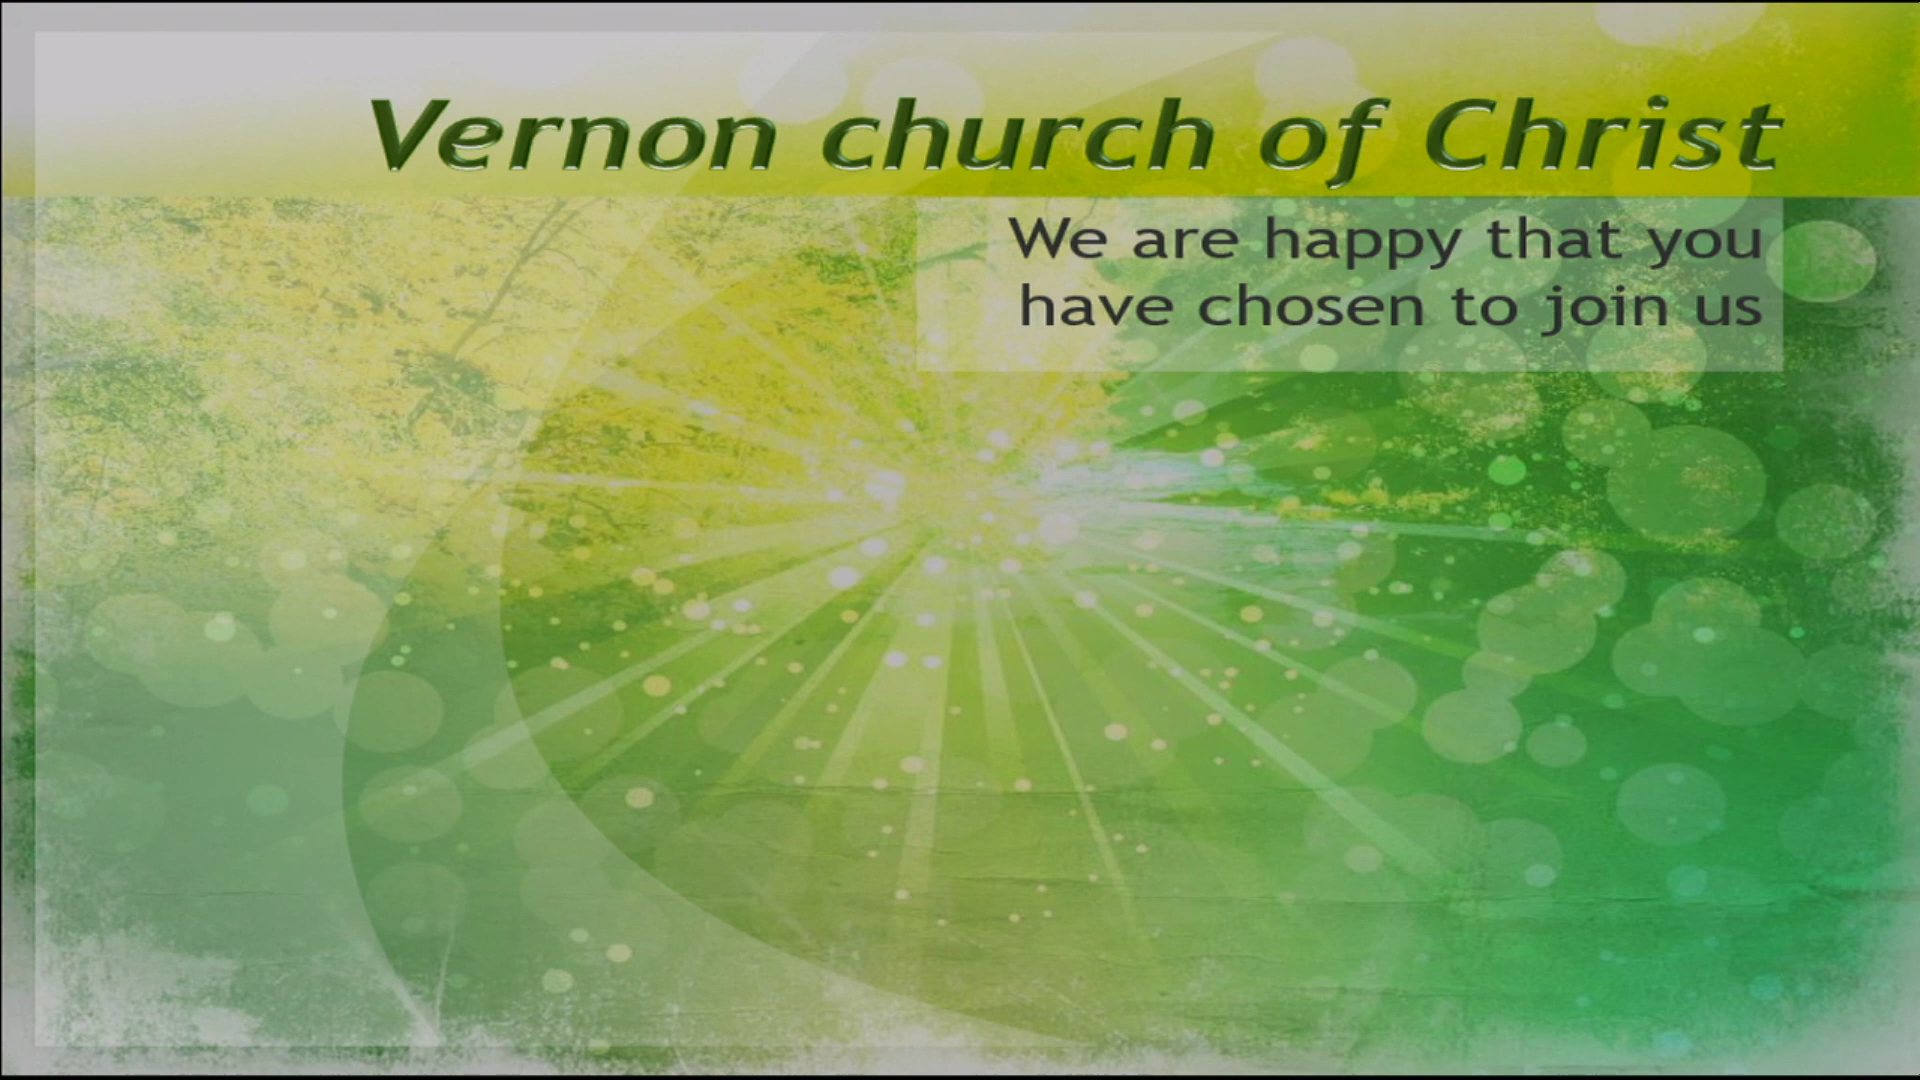 Vernon church of Christ
We are happy that you
have chosen to join us